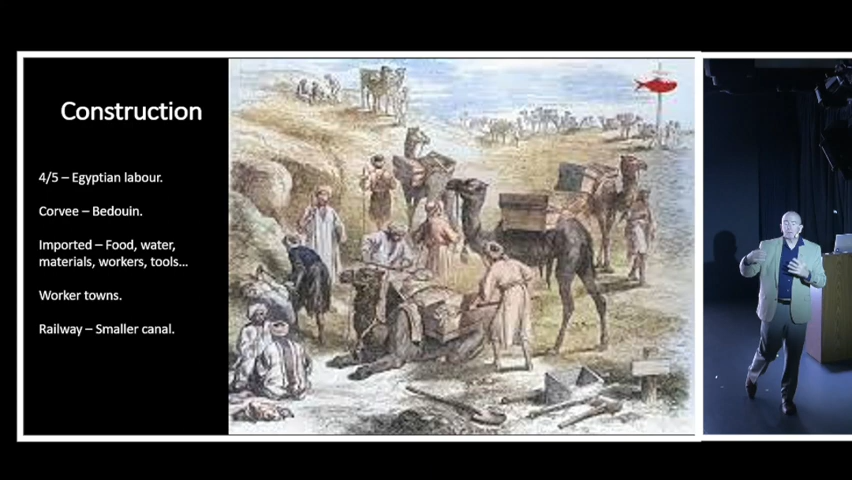 Construction
4/5 – Egyptian labour.
Corvee – Bedouin.
Imported – Food, water,
materials, workers, tools...
Worker towns.
Railway – Smaller canal.